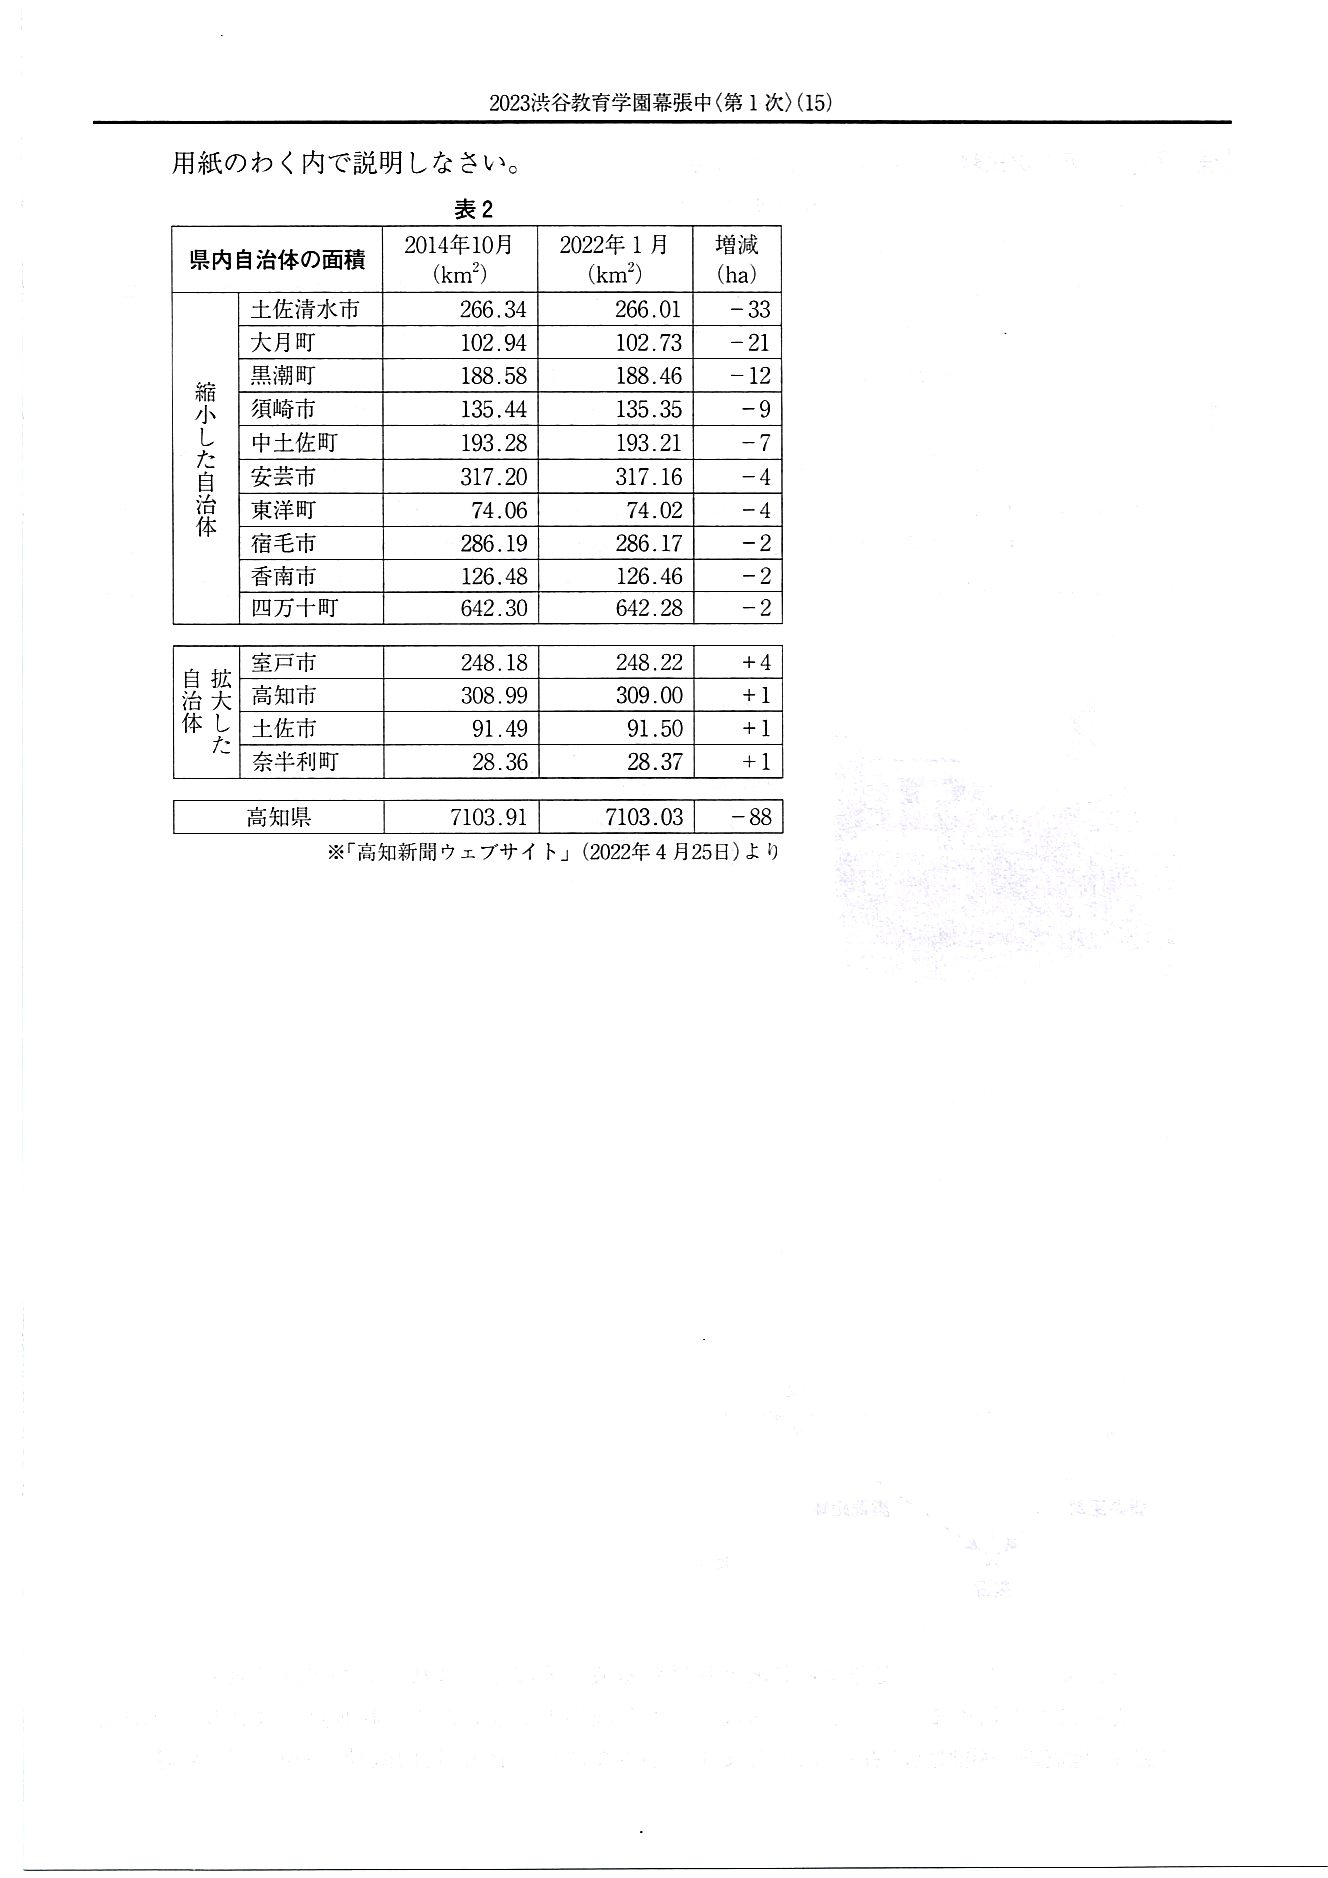 2023渋谷教育学園幕張中〈第1次〉(15)
用紙のわく内で説明しなさい。
表2
県内自治体の面積 2014年10月(km²) 2022年1月(km²) 増減(ha)
縮小した自治体
土佐清水市 266.34 266.01 −33
大月町 102.94 102.73 −21
黒潮町 188.58 188.46 −12
須崎市 135.44 135.35 −9
中土佐町 193.28 193.21 −7
安芸市 317.20 317.16 −4
東洋町 74.06 74.02 −4
宿毛市 286.19 286.17 −2
香南市 126.48 126.46 −2
四万十町 642.30 642.28 −2
拡大した自治体
室戸市 248.18 248.22 +4
高知市 308.99 309.00 +1
土佐市 91.49 91.50 +1
奈半利町 28.36 28.37 +1
高知県 7103.91 7103.03 −88
※「高知新聞ウェブサイト」(2022年4月25日)より